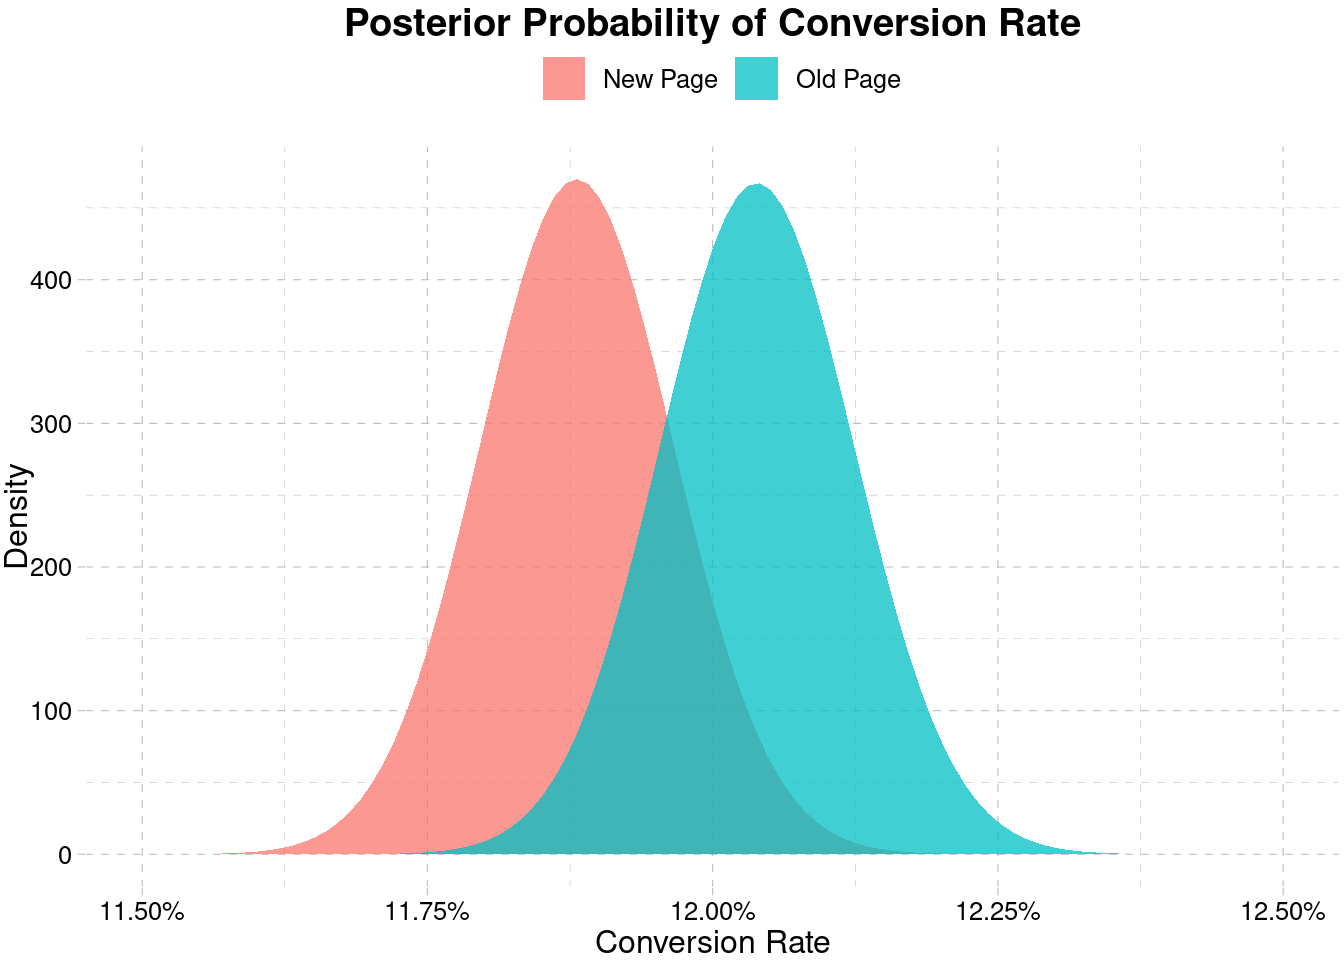 Posterior Probability of Conversion Rate
New Page Old Page
Density
400
300
200
100
0
11.50% 11.75% 12.00% 12.25% 12.50%
Conversion Rate